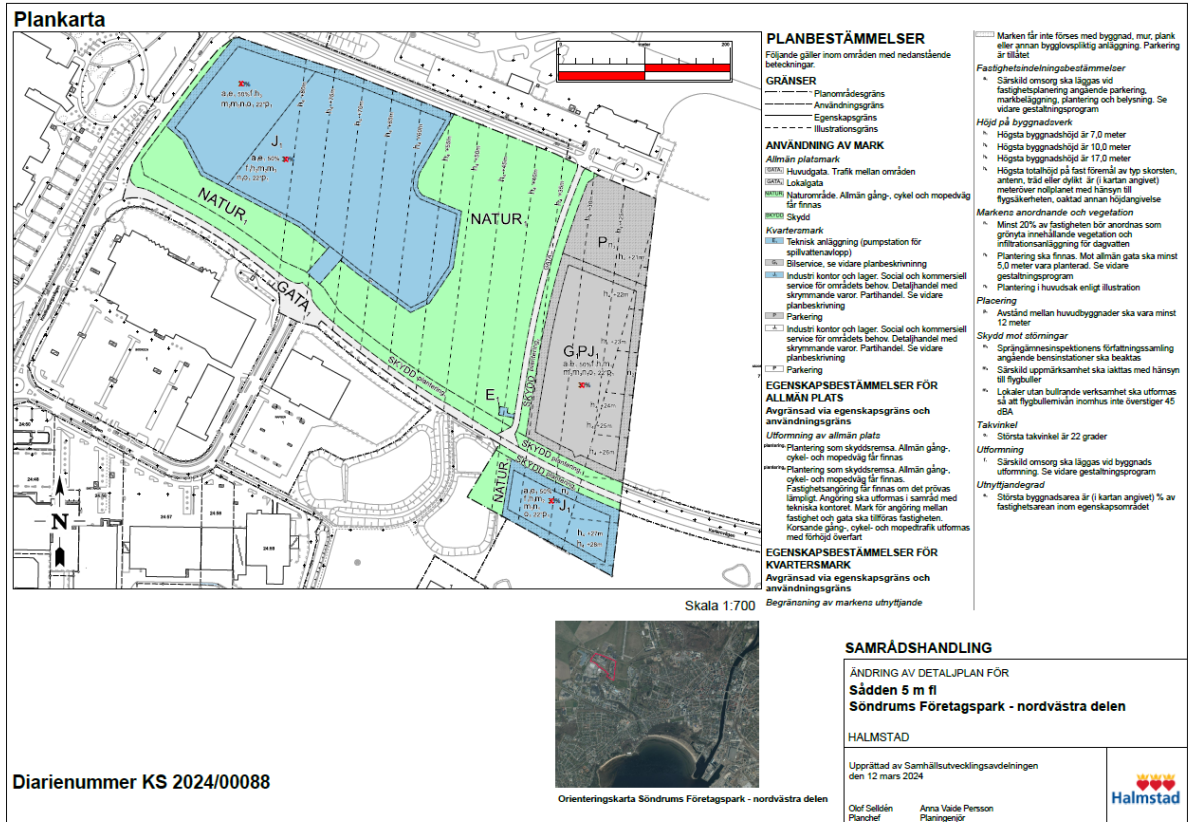 Plankarta
0
meter
200
NATUR
NATUR
GATA
J
GATA
SKYDD
plantering
E
G₁PJ₁
P
SKYDD plantering
SKYDD plantering
NATUR
J₁
N
Skala 1:700
PLANBESTÄMMELSER
Följande gäller inom områden med nedanstående
beteckningar.
GRÄNSER
Planområdesgräns
Användningsgräns
Egenskapsgräns
Illustrationsgräns
ANVÄNDNING AV MARK
Allmän platsmark
Huvudgata. Trafik mellan områden
Lokalgata
Naturområde. Allmän gång-, cykel och mopedväg
får finnas
Skydd
Kvartersmark
Teknisk anläggning (pumpstation för
spillvattenavlopp)
Bilservice, se vidare planbeskrivning
Industri kontor och lager. Social och kommersiell
service för områdets behov. Detaljhandel med
skrymmande varor. Partihandel. Se vidare
planbeskrivning
Parkering
Industri kontor och lager. Social och kommersiell
service för områdets behov. Detaljhandel med
skrymmande varor. Partihandel. Se vidare
planbeskrivning
Parkering
EGENSKAPSBESTÄMMELSER FÖR
ALLMÄN PLATS
Avgränsad via egenskapsgräns och
användningsgräns
Utformning av allmän plats
Plantering som skyddsremsa. Allmän gång-,
cykel- och mopedväg får finnas
Plantering som skyddsremsa. Allmän gång-,
cykel- och mopedväg får finnas.
Fastighetsangöring får finnas om det prövas
lämpligt. Angöring ska utformas i samråd med
tekniska kontoret. Mark för angöring mellan
fastighet och gata ska tillföras fastigheten.
Korsande gång-, cykel- och mopedtrafik utformas
med förhöjd överfart
EGENSKAPSBESTÄMMELSER FÖR
KVARTERSMARK
Avgränsad via egenskapsgräns och
användningsgräns
Begränsning av markens utnyttjande
Marken får inte förses med byggnad, mur, plank
eller annan bygglovspliktig anläggning. Parkering
är tillåtet
Fastighetsindelningsbestämmelser
Särskild omsorg ska läggas vid
fastighetsplanering angående parkering,
markbeläggning, plantering och belysning. Se
vidare gestaltningsprogram
Höjd på byggnadsverk
Högsta byggnadshöjd är 7,0 meter
Högsta byggnadshöjd är 10,0 meter
Högsta byggnadshöjd är 17,0 meter
Högsta totalhöjd på fast föremål av typ skorsten,
antenn, träd eller dylikt är (i kartan angivet)
meteröver nollplanet med hänsyn till
flygsäkerheten, oaktad annan höjdangivelse
Markens anordnande och vegetation
Minst 20% av fastigheten bör anordnas som
grönyta innehållande vegetation och
infiltrationsanläggning för dagvatten
Plantering ska finnas. Mot allmän gata ska minst
5,0 meter vara planterad. Se vidare
gestaltningsprogram
Plantering i huvudsak enligt illustration
Placering
Avstånd mellan huvudbyggnader ska vara minst
12 meter
Skydd mot störningar
Sprängämnesinspektionens författningssamling
angående bensinstationer ska beaktas
Särskild uppmärksamhet ska iakttas med hänsyn
till flygbuller
Lokaler utan bullrande verksamhet ska utformas
så att flygbullernivån inomhus inte överstiger 45
dBA
Takvinkel
Största takvinkel är 22 grader
Utformning
Särskild omsorg ska läggas vid byggnads
utformning. Se vidare gestaltningsprogram
Utnyttjandegrad
Största byggnadsarea är (i kartan angivet) % av
fastighetsarean inom egenskapsområdet
Diarienummer KS 2024/00088
Orienteringskarta Söndrums Företagspark - nordvästra delen
SAMRÅDSHANDLING
ÄNDRING AV DETALJPLAN FÖR
Sådden 5 m fl
Söndrums Företagspark - nordvästra delen
HALMSTAD
Upprättad av Samhällsutvecklingsavdelningen
den 12 mars 2024
Olof Selldén Anna Vaide Persson
Planchef Planingenjör
Halmstad